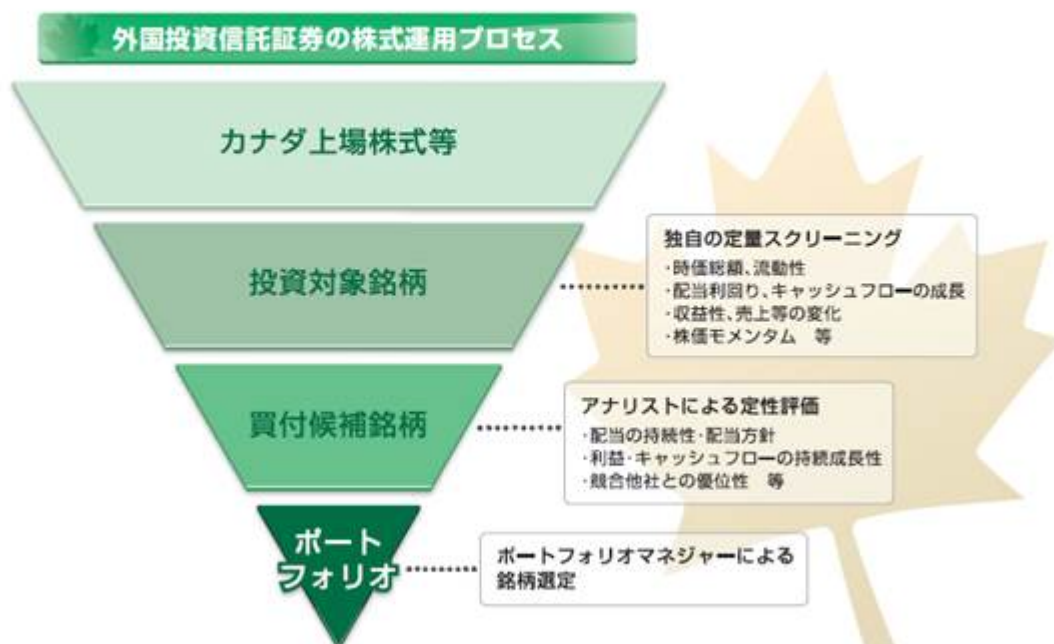 外国投資信託証券の株式運用プロセス
カナダ上場株式等
投資対象銘柄
独自の定量スクリーニング
・時価総額、流動性
・配当利回り、キャッシュフローの成長
・収益性、売上等の変化
・株価モメンタム　等
買付候補銘柄
アナリストによる定性評価
・配当の持続性・配当方針
・利益・キャッシュフローの持続成長性
・競合他社との優位性　等
ポート
フォリオ
ポートフォリオマネジャーによる
銘柄選定